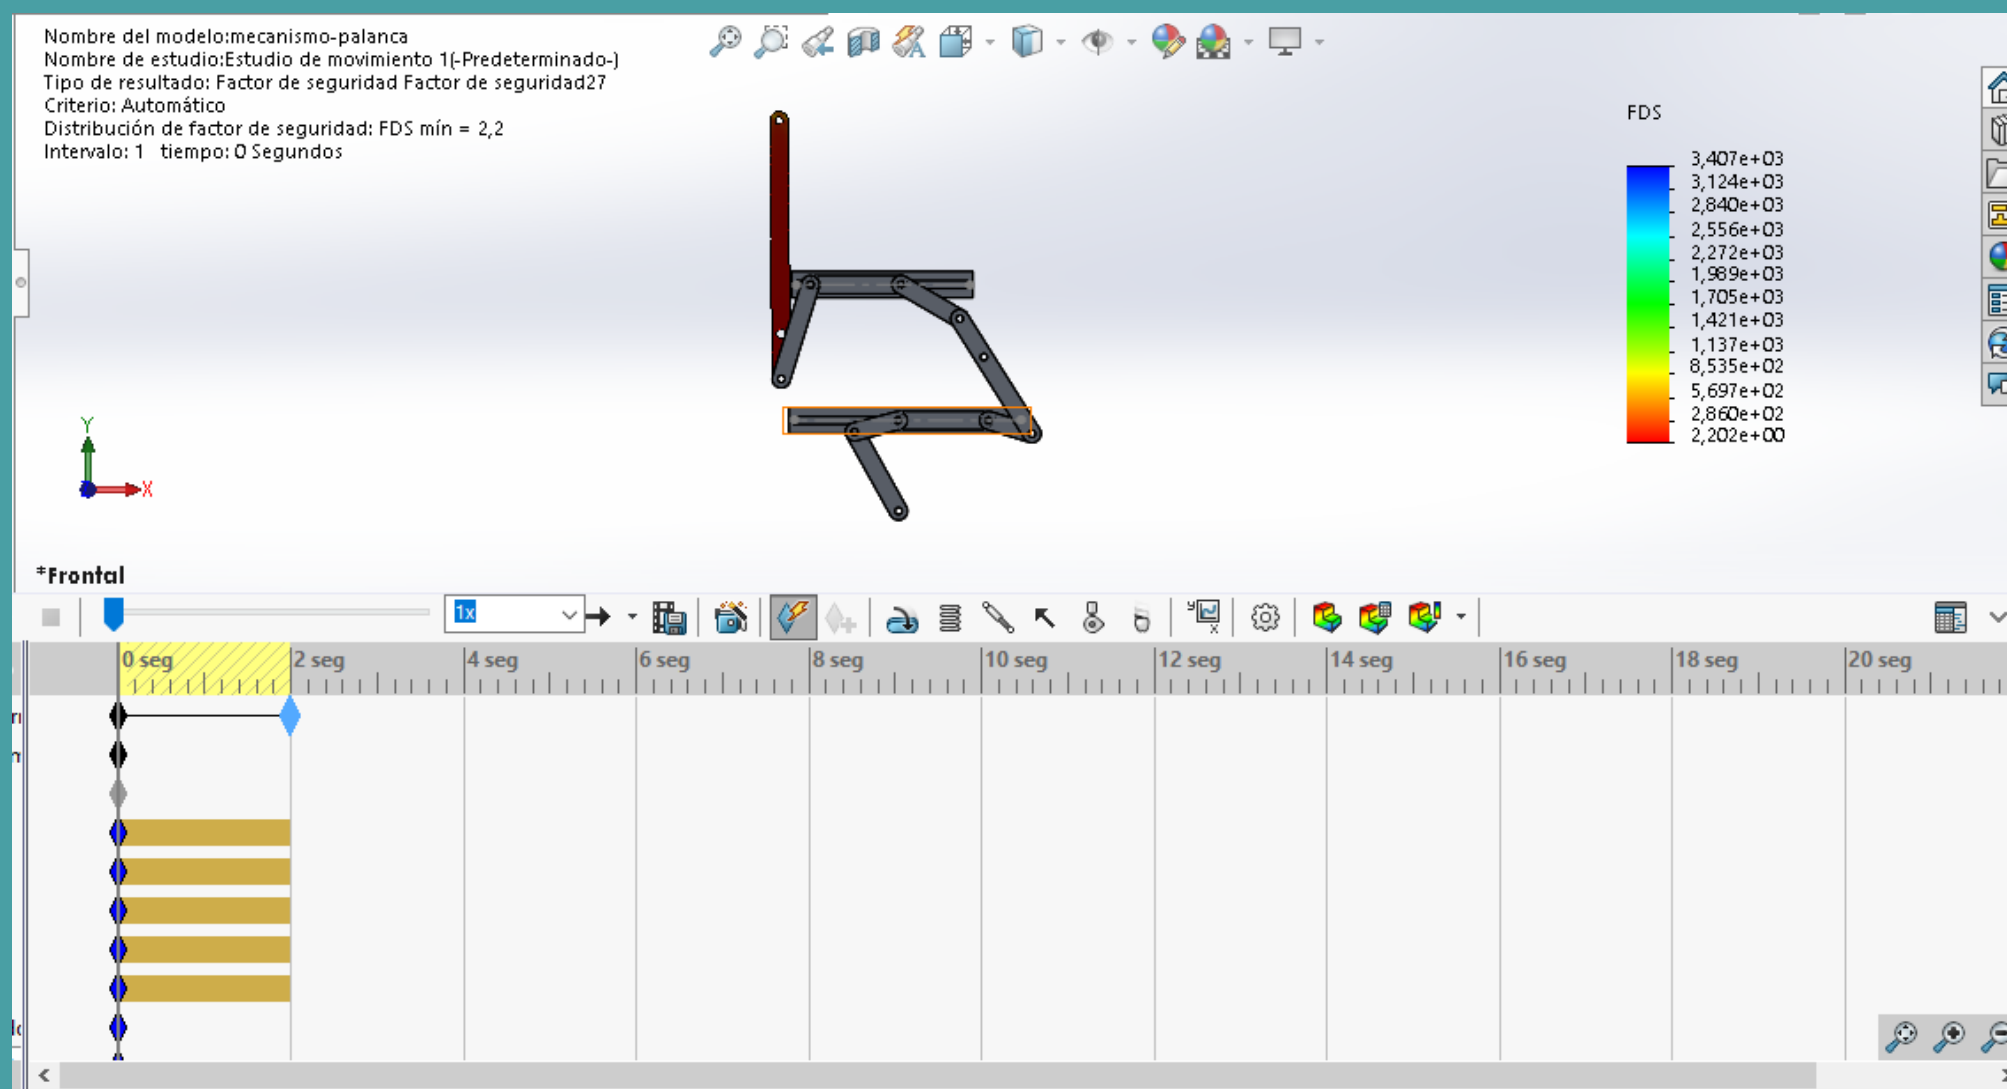 Nombre del modelo:mecanismo-palanca
Nombre de estudio:Estudio de movimiento 1(-Predeterminado-)
Tipo de resultado: Factor de seguridad Factor de seguridad27
Criterio: Automático
Distribución de factor de seguridad: FDS mín = 2,2
Intervalo: 1 tiempo: 0 Segundos
FDS
3,407e+03
3,124e+03
2,840e+03
2,556e+03
2,272e+03
1,989e+03
1,705e+03
1,421e+03
1,137e+03
8,535e+02
5,697e+02
2,860e+02
2,202e+00
Y
X
*Frontal
1x
0 seg 2 seg 4 seg 6 seg 8 seg 10 seg 12 seg 14 seg 16 seg 18 seg 20 seg